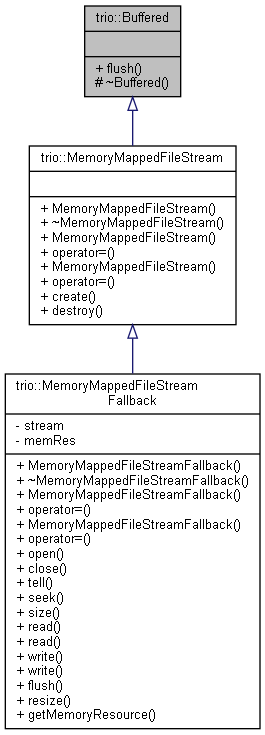 trio::Buffered
+ flush()
# ~Buffered()
trio::MemoryMappedFileStream
+ MemoryMappedFileStream()
+ ~MemoryMappedFileStream()
+ MemoryMappedFileStream()
+ operator=()
+ MemoryMappedFileStream()
+ operator=()
+ create()
+ destroy()
trio::MemoryMappedFileStream
Fallback
- stream
- memRes
+ MemoryMappedFileStreamFallback()
+ ~MemoryMappedFileStreamFallback()
+ MemoryMappedFileStreamFallback()
+ operator=()
+ MemoryMappedFileStreamFallback()
+ operator=()
+ open()
+ close()
+ tell()
+ seek()
+ size()
+ read()
+ read()
+ write()
+ write()
+ flush()
+ resize()
+ getMemoryResource()